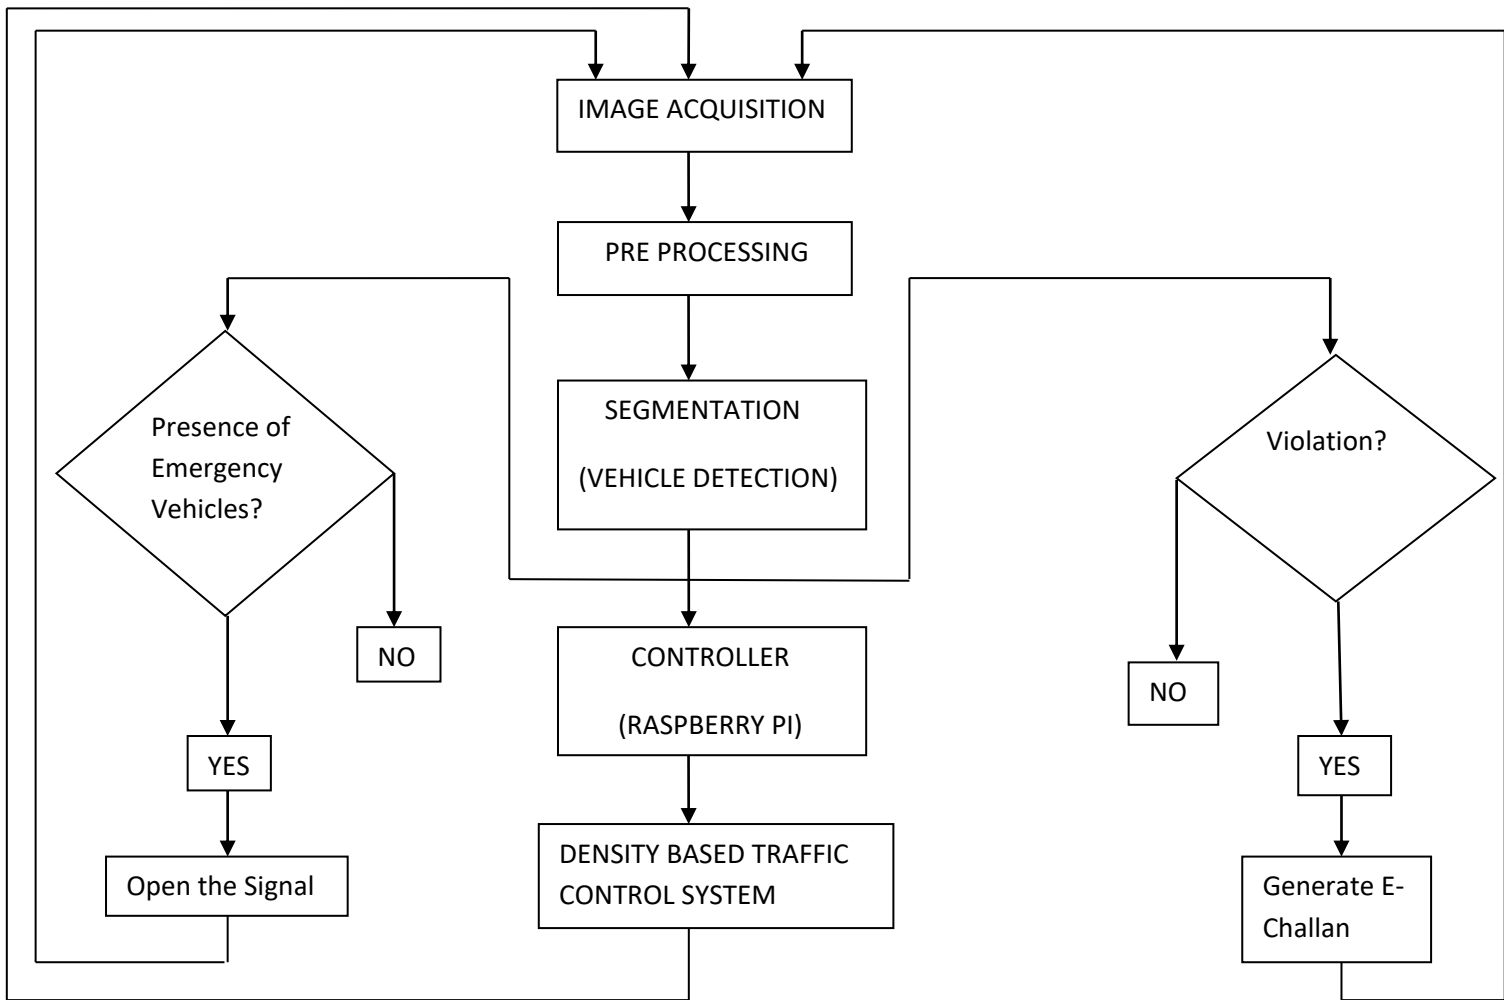 IMAGE ACQUISITION
PRE PROCESSING
SEGMENTATION
(VEHICLE DETECTION)
Presence of
Emergency
Vehicles?
Violation?
NO
CONTROLLER
(RASPBERRY PI)
NO
YES
YES
DENSITY BASED TRAFFIC
CONTROL SYSTEM
Open the Signal
Generate E-
Challan